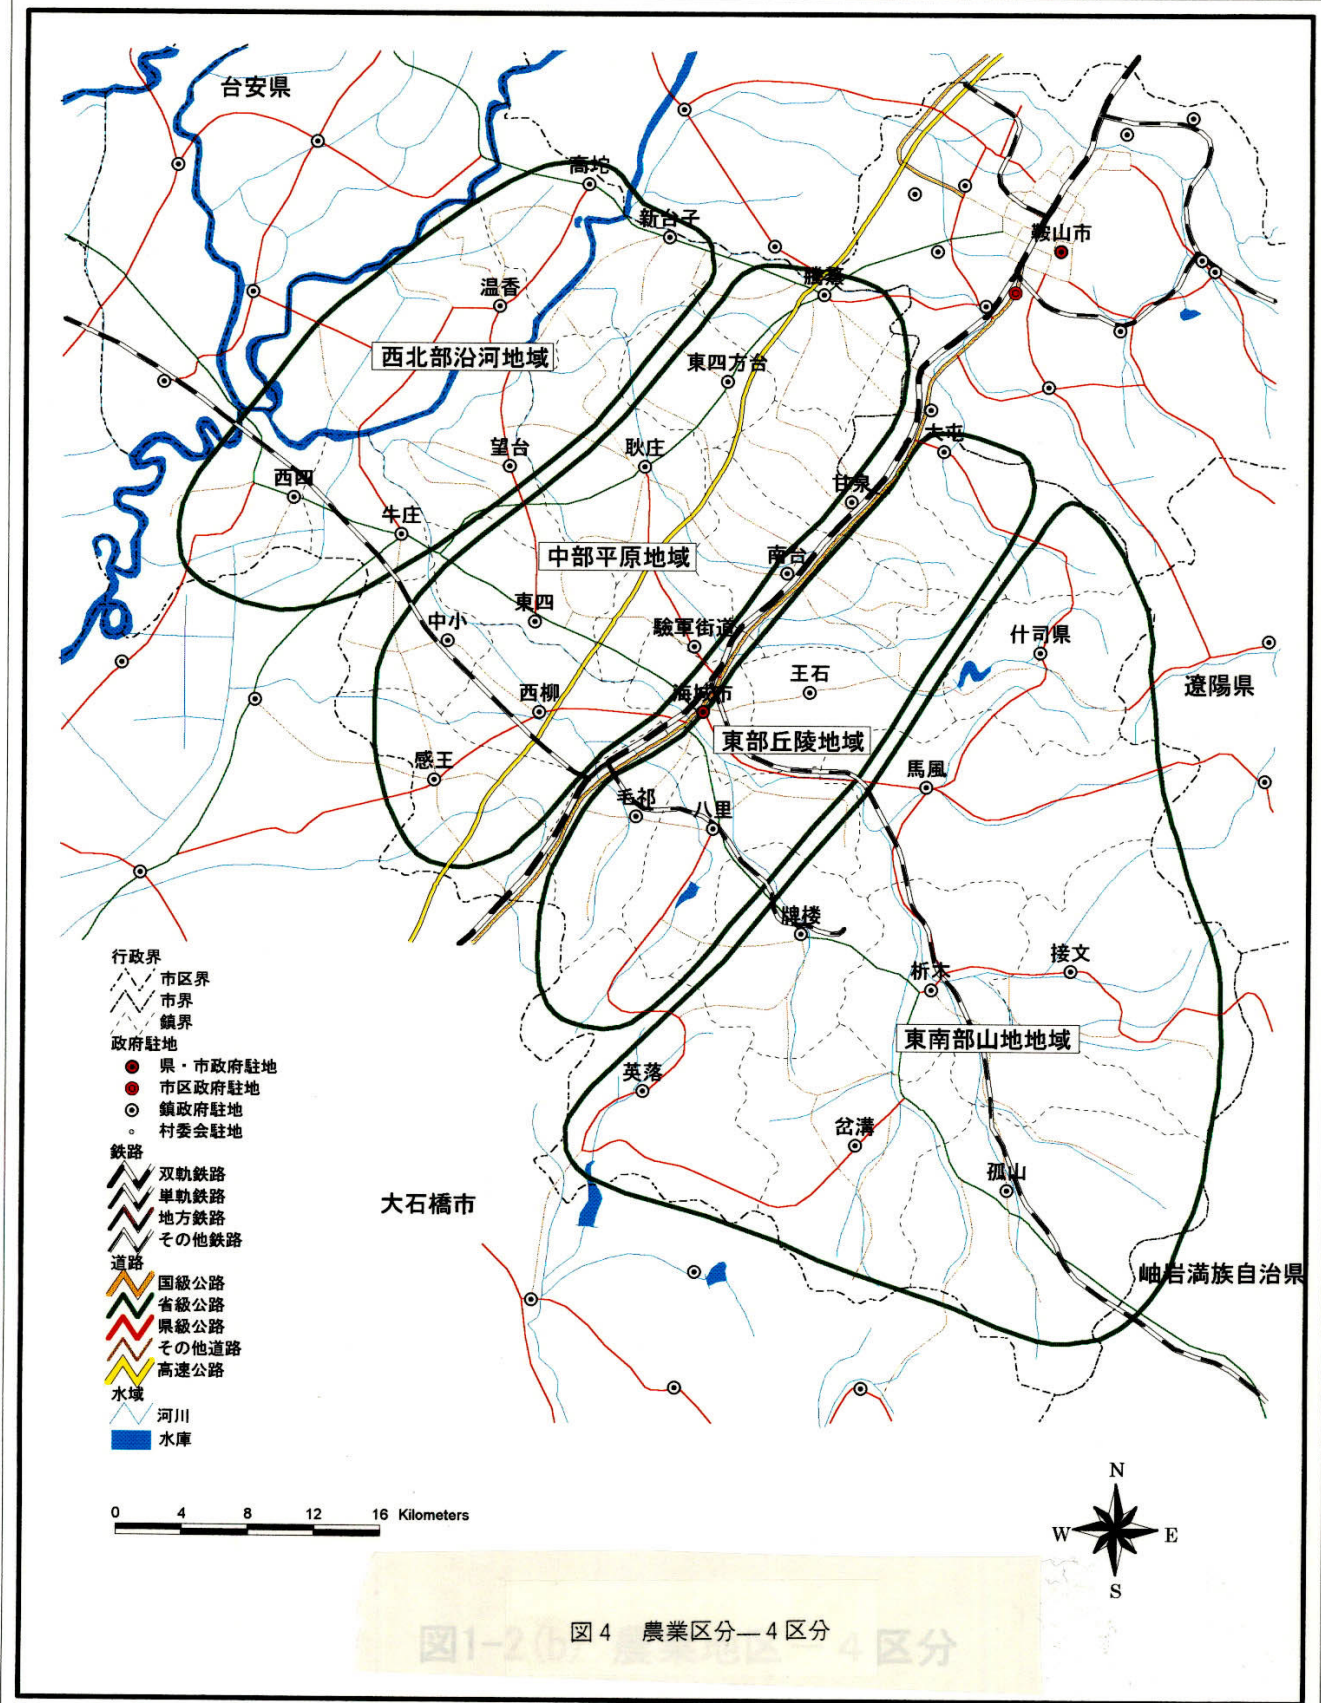 台安県
高坨
新台子
鞍山市
温香
騰鰲
西北部沿河地域
東四方台
大屯
望台
耿庄
西四
甘泉
牛庄
中部平原地域
南台
東四
中小
験軍街道
什司県
王石
西柳
海城市
遼陽県
東部丘陵地域
感王
馬風
毛祁
八里
牌楼
接文
析木
東南部山地地域
英落
岔溝
孤山
大石橋市
岫岩満族自治県
行政界
市区界
市界
鎮界
政府駐地
県・市政府駐地
市区政府駐地
鎮政府駐地
村委会駐地
鉄路
双軌鉄路
単軌鉄路
地方鉄路
その他鉄路
道路
国級公路
省級公路
県級公路
その他道路
高速公路
水域
河川
水庫
0 4 8 12 16 Kilometers
N
W E
S
図4 農業区分―4区分
図1-2(b) 農業地区 4区分